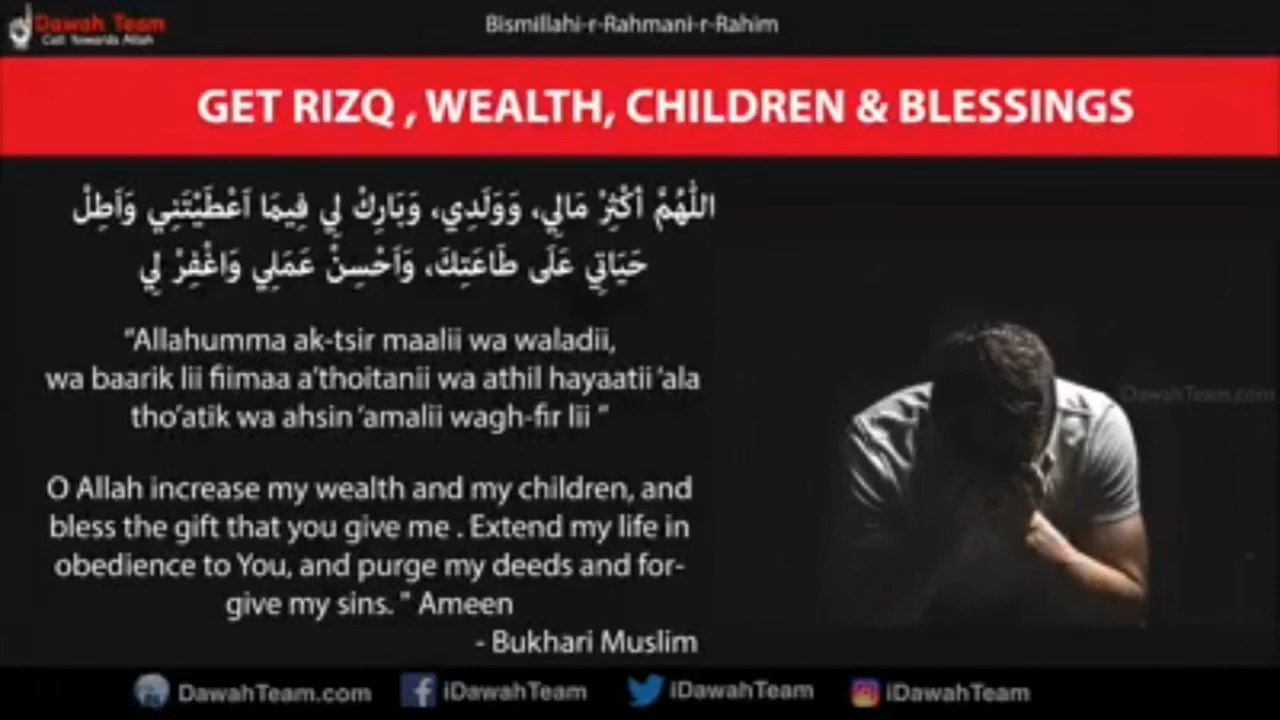 Dawah Team
Call Towards Allah
Bismillahi-r-Rahmani-r-Rahim
GET RIZQ , WEALTH, CHILDREN & BLESSINGS
اللَّهُمَّ أَكْثِرْ مَالِي، وَوَلَدِي، وَبَارِكْ لِي فِيمَا أَعْطَيْتَنِي وَأَطِلْ
حَيَاتِي عَلَى طَاعَتِكَ، وَأَحْسِنْ عَمَلِي وَاغْفِرْ لِي
“Allahumma ak-tsir maalii wa waladii,
wa baarik lii fiimaa a’thoitanii wa athil hayaatii ‘ala
tho’atik wa ahsin ‘amalii wagh-fir lii ”
DawahTeam.com
O Allah increase my wealth and my children, and
bless the gift that you give me . Extend my life in
obedience to You, and purge my deeds and for-
give my sins. " Ameen
- Bukhari Muslim
DawahTeam.com iDawahTeam iDawahTeam iDawahTeam